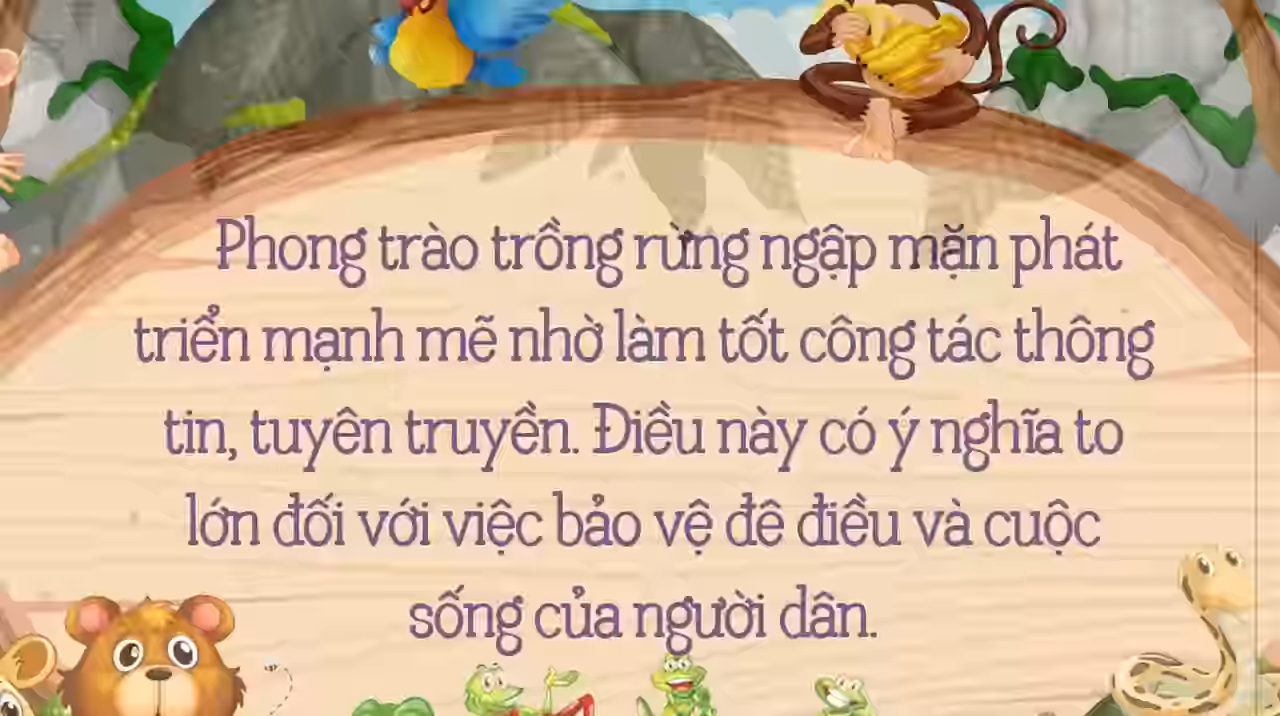 Phong trào trồng rừng ngập mặn phát
triển mạnh mẽ nhờ làm tốt công tác thông
tin, tuyên truyền. Điều này có ý nghĩa to
lớn đối với việc bảo vệ đê điều và cuộc
sống của người dân.